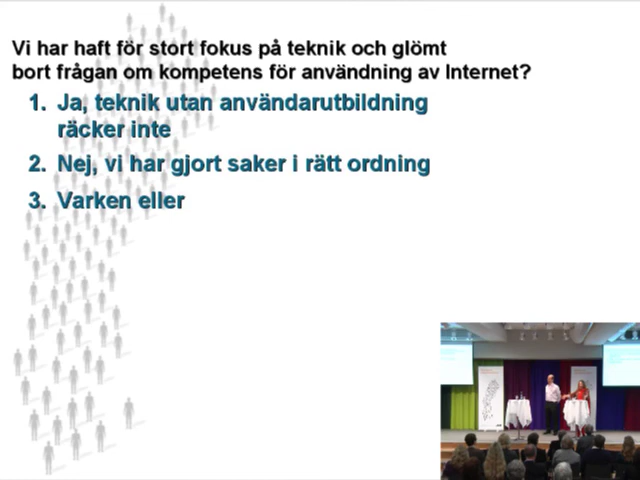 Vi har haft för stort fokus på teknik och glömt
bort frågan om kompetens för användning av Internet?
1. Ja, teknik utan användarutbildning
räcker inte
2. Nej, vi har gjort saker i rätt ordning
3. Varken eller